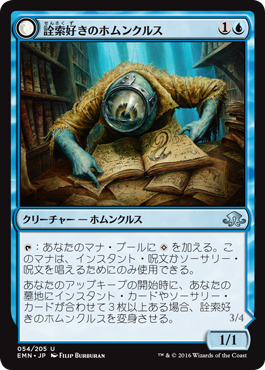 せんさくず
詮索好きのホムンクルス
1
クリーチャー — ホムンクルス
：あなたのマナ・プールに を加える。こ
のマナは、インスタント・呪文かソーサリー・
呪文を唱えるためにのみ使用できる。
あなたのアップキープの開始時に、あなたの
墓地にインスタント・カードやソーサリー・
カードが合わせて３枚以上ある場合、詮索好
きのホムンクルスを変身させる。
3/4
1/1
054/205 U
EMN • JP FILIP BURBURAN
™ & © 2016 Wizards of the Coast